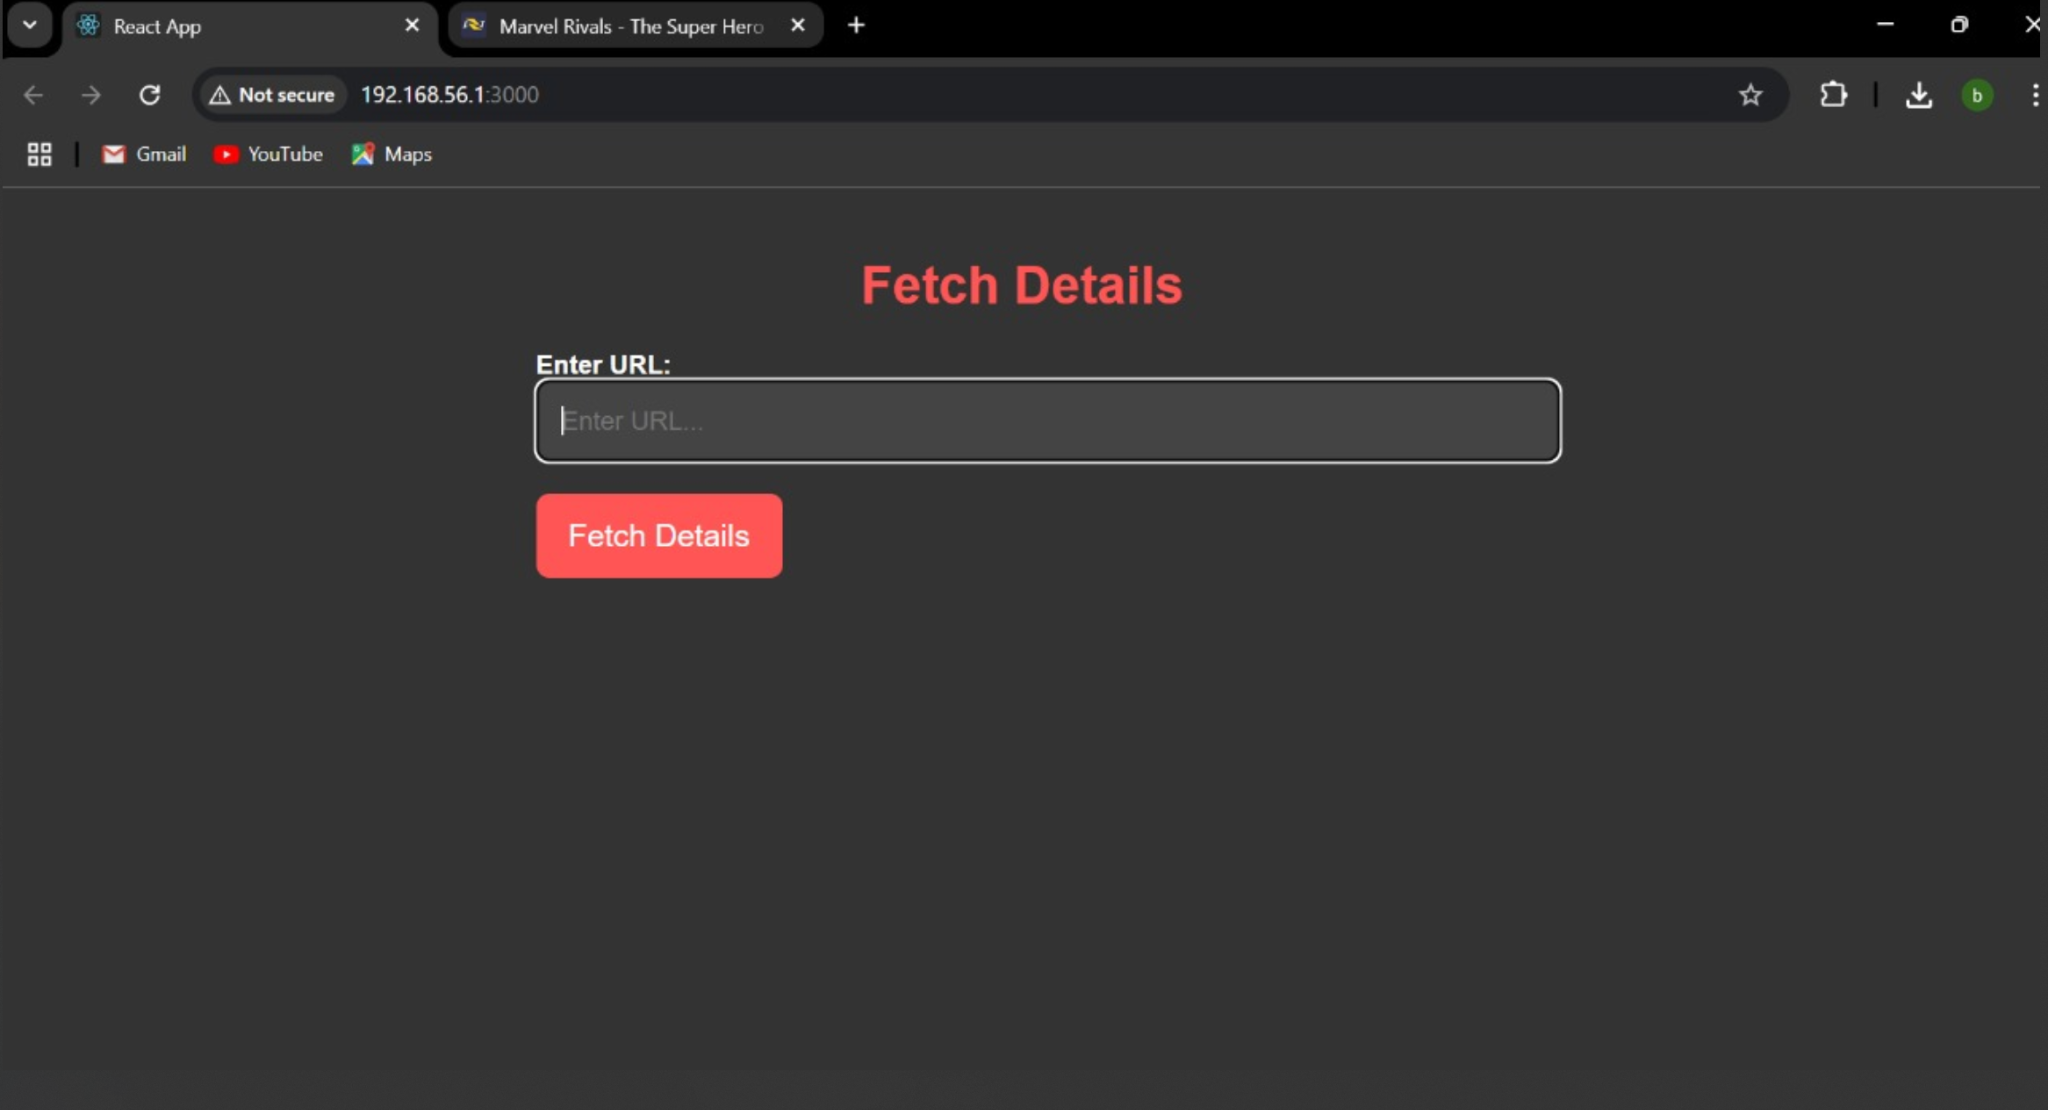 React App
Marvel Rivals - The Super Hero
Not secure
192.168.56.1:3000
b
Gmail
YouTube
Maps
Fetch Details
Enter URL:
Enter URL...
Fetch Details